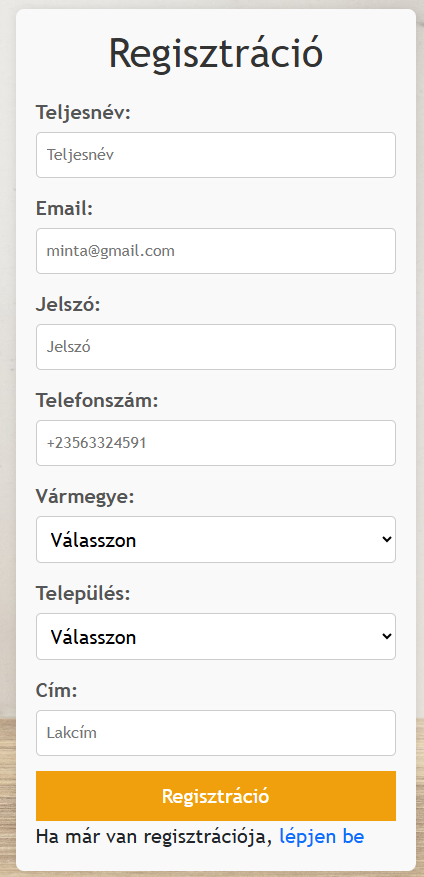 Regisztráció
Teljesnév:
Teljesnév
Email:
minta@gmail.com
Jelszó:
Jelszó
Telefonszám:
+23563324591
Vármegye:
Válasszon
Település:
Válasszon
Cím:
Lakcím
Regisztráció
Ha már van regisztrációja, lépjen be